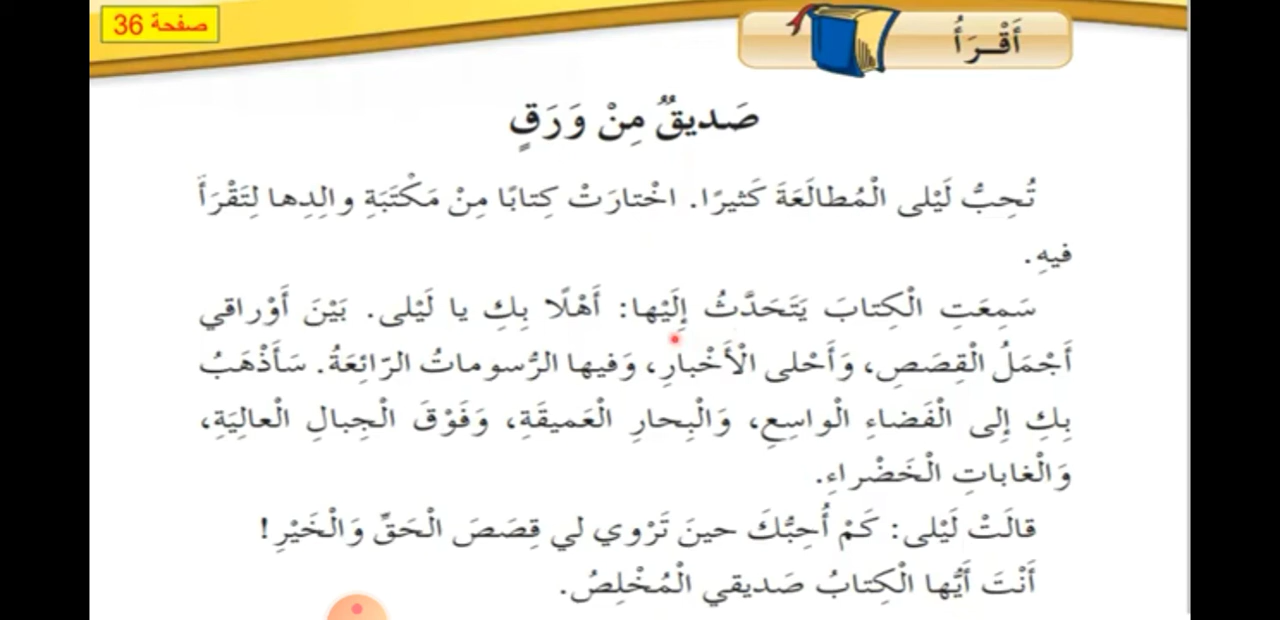 صفحة 36
أَقْرَأُ
صَديقٌ مِنْ وَرَقٍ
تُحِبُّ لَيْلى الْمُطالَعَةَ كَثيرًا. اخْتارَتْ كِتابًا مِنْ مَكْتَبَةِ والِدِها لِتَقْرَأَ
فيهِ.
سَمِعَتِ الْكِتابَ يَتَحَدَّثُ إِلَيْها: أَهْلًا بِكِ يا لَيْلى. بَيْنَ أَوْراقي
أَجْمَلُ الْقِصَصِ، وَأَحْلى الْأَخْبارِ، وَفيها الرُّسوماتُ الرّائِعَةُ. سَأَذْهَبُ
بِكِ إِلى الْفَضاءِ الْواسِعِ، وَالْبِحارِ الْعَميقَةِ، وَفَوْقَ الْجِبالِ الْعالِيَةِ،
وَالْغاباتِ الْخَضْراءِ.
قالَتْ لَيْلى: كَمْ أُحِبُّكَ حينَ تَرْوي لي قِصَصَ الْحَقِّ وَالْخَيْرِ!
أَنْتَ أَيُّها الْكِتابُ صَديقي الْمُخْلِصُ.